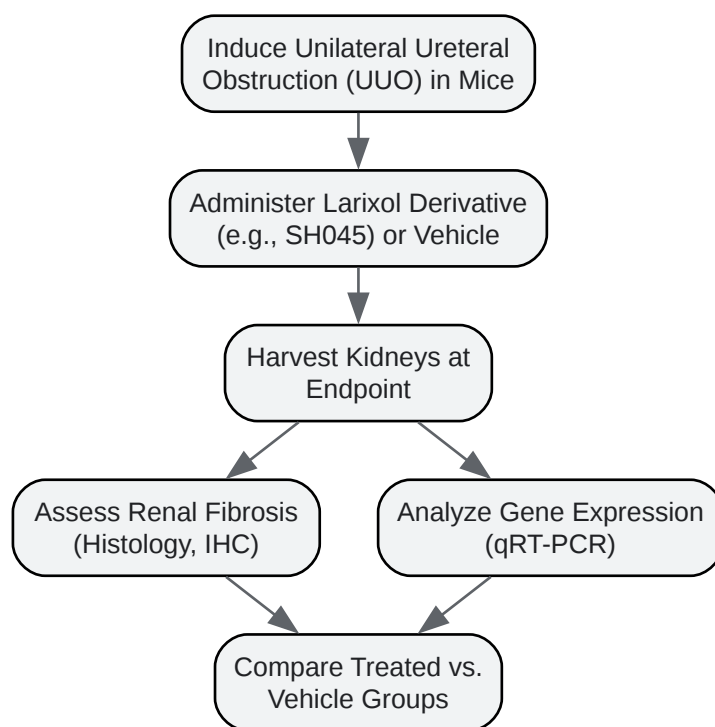 Induce Unilateral Ureteral
Obstruction (UUO) in Mice
Administer Larixol Derivative
(e.g., SH045) or Vehicle
Harvest Kidneys at
Endpoint
Assess Renal Fibrosis
(Histology, IHC)
Analyze Gene Expression
(qRT-PCR)
Compare Treated vs.
Vehicle Groups